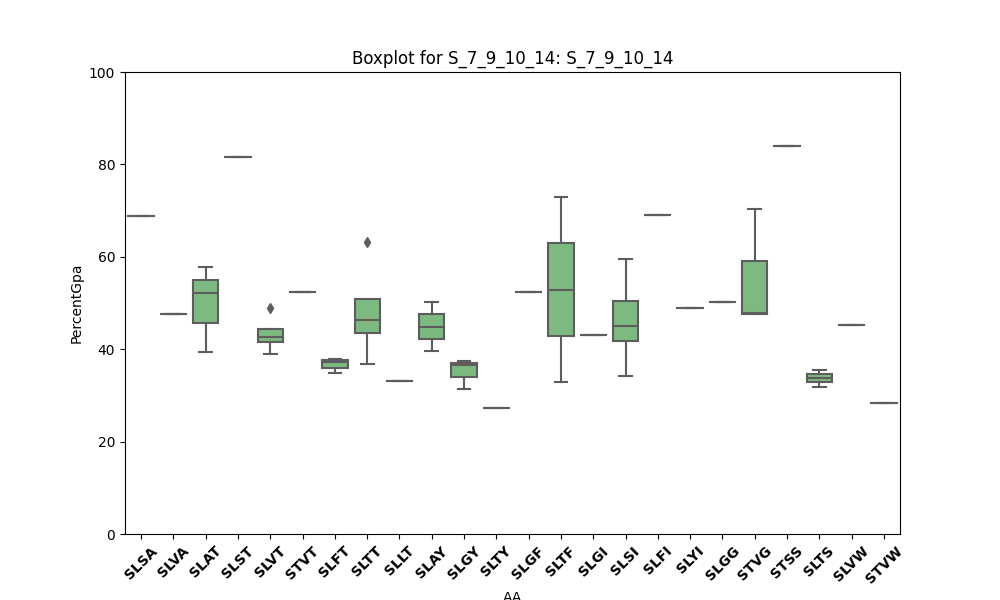 Boxplot for S_7_9_10_14: S_7_9_10_14
100
80
60
40
20
0
PercentGpa
SLSA SLVA SLAT SLST SLVT STVT SLFT SLTT SLLT SLAY SLGY SLTY SLGF SLTF SLGI SLSI SLFI SLYI SLGG STVG STSS SLTS SLVW STVW
AA